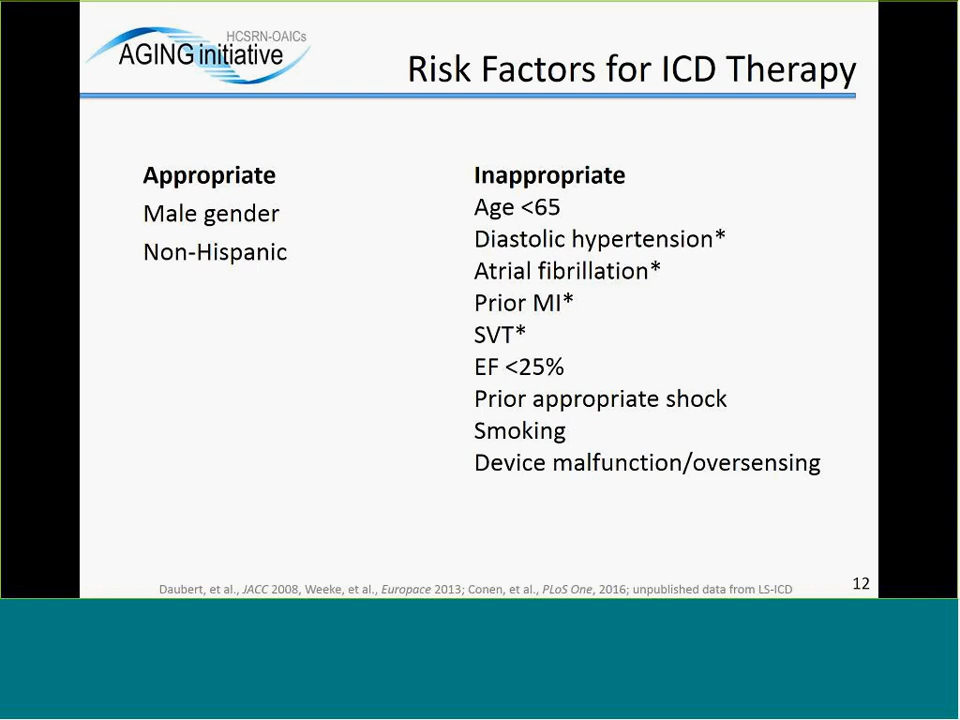 HCSRN-OAICs
AGING initiative
Risk Factors for ICD Therapy
Appropriate
Male gender
Non-Hispanic
Inappropriate
Age <65
Diastolic hypertension*
Atrial fibrillation*
Prior MI*
SVT*
EF <25%
Prior appropriate shock
Smoking
Device malfunction/oversensing
Daubert, et al., JACC 2008, Weeke, et al., Europace 2013; Conen, et al., PLoS One, 2016; unpublished data from LS-ICD
12